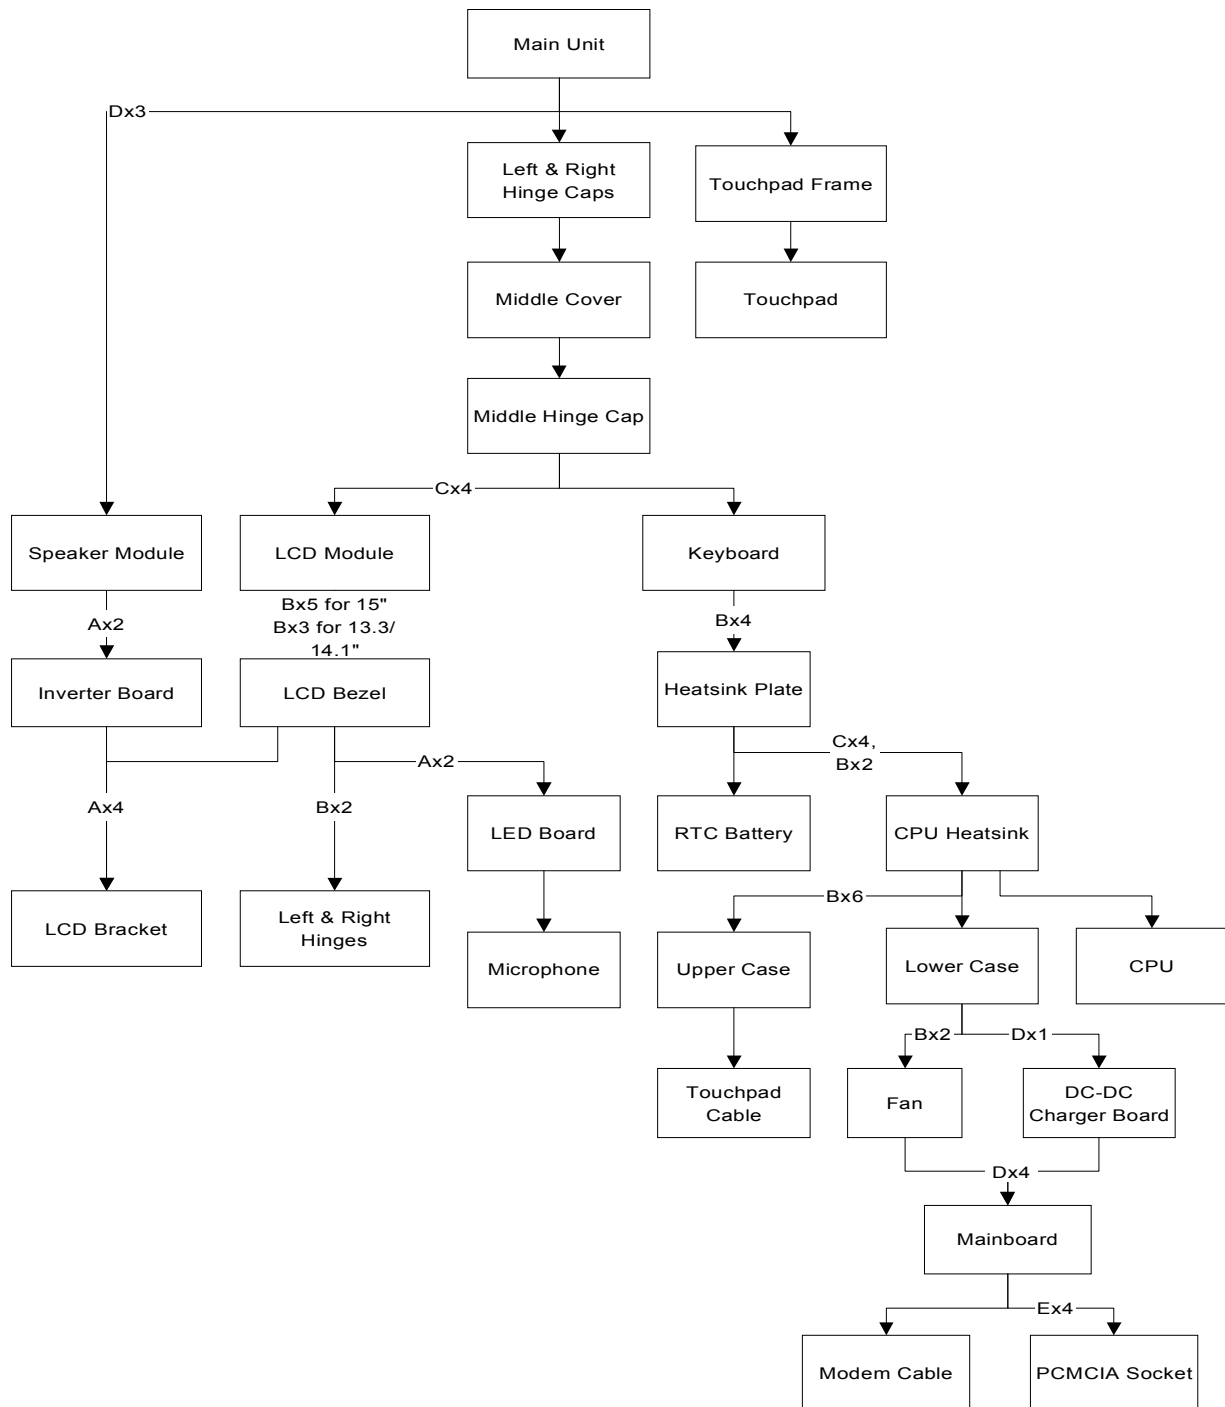 Main Unit
Dx3
Left & Right
Hinge Caps
Touchpad Frame
Middle Cover
Touchpad
Middle Hinge Cap
Cx4
Speaker Module
LCD Module
Keyboard
Ax2
Bx5 for 15"
Bx3 for 13.3/
14.1"
Bx4
Inverter Board
LCD Bezel
Heatsink Plate
Cx4,
Bx2
Ax2
Ax4
Bx2
LED Board
RTC Battery
CPU Heatsink
Bx6
LCD Bracket
Left & Right
Hinges
Microphone
Upper Case
Lower Case
CPU
Bx2
Dx1
Touchpad
Cable
Fan
DC-DC
Charger Board
Dx4
Mainboard
Ex4
Modem Cable
PCMCIA Socket